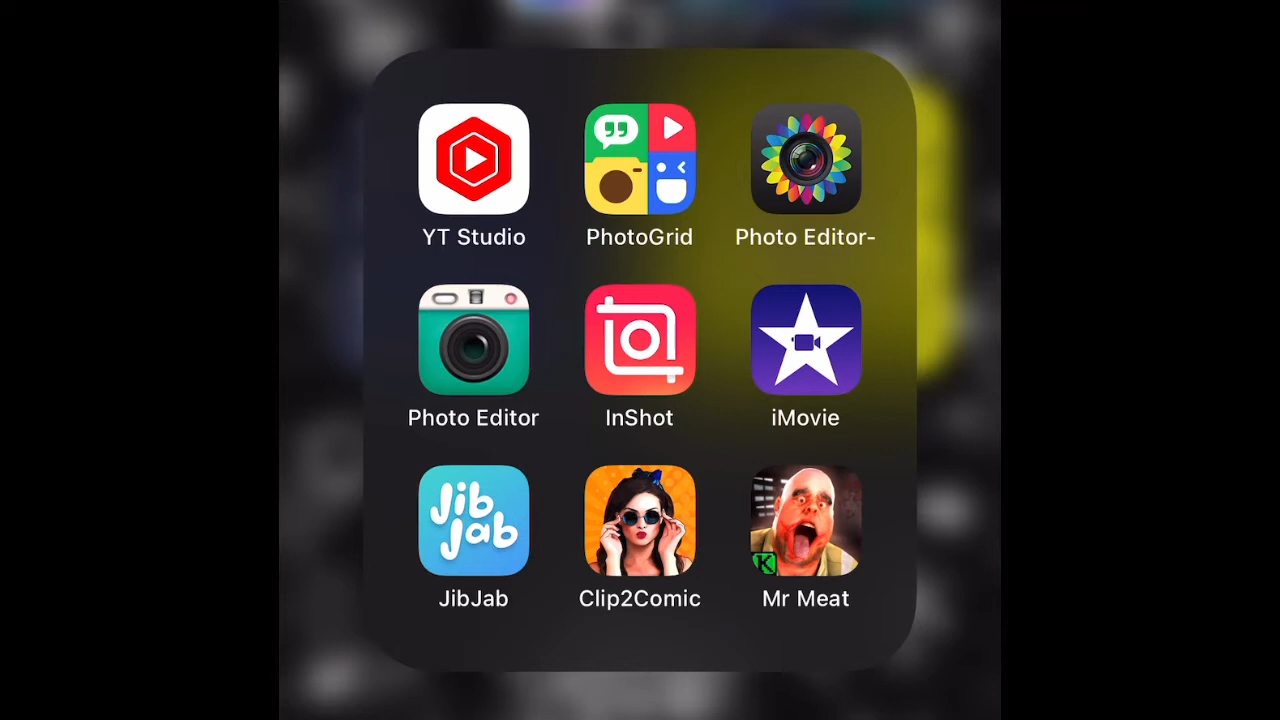 YT Studio
PhotoGrid
Photo Editor-
Photo Editor
InShot
iMovie
Jib
Jab
JibJab
Clip2Comic
K
Mr Meat